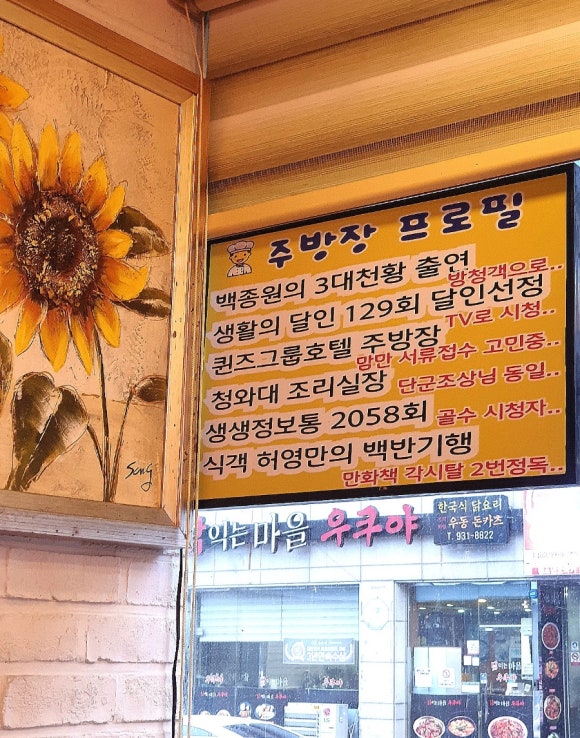 주방장 프로필
백종원의 3대천황 출연
방청객으로..
생활의 달인 129회 달인선정
TV로 시청..
퀸즈그룹호텔 주방장
망만 서류접수 고민중..
청와대 조리실장
단군조상님 동일..
생생정보통 2058회
골수 시청자..
식객 허영만의 백반기행
만화책 각시탈 2번정독..
Song
이는마을 우쿠야
한국식 닭요리
우동 돈카츠
T. 931-8822
우쿠야